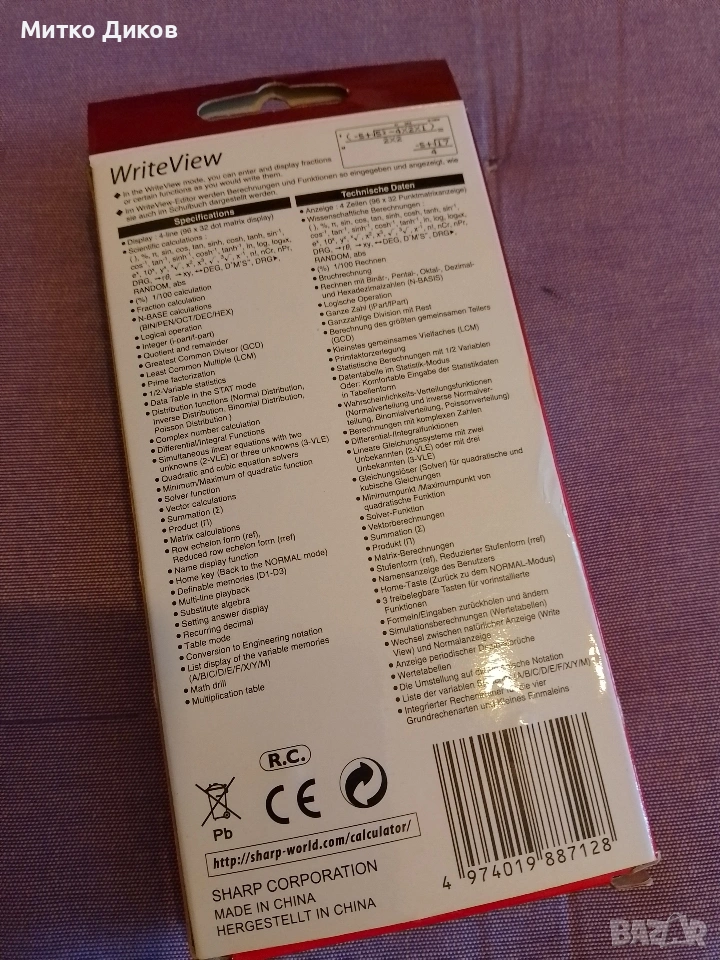 Митко Диков
WriteView
◆ In the WriteView mode, you can enter and display fractions
or certain functions as you would write them.
◆ Im WriteView-Editor werden Berechnungen und Funktionen so eingegeben und angezeigt, wie
sie auch im Schulbuch dargestellt werden.
Specifications
● Display : 4-line (96 x 32 dot matrix display)
● Scientific calculations :
RANDOM, abs
● (%) 1/100 calculation
● Fraction calculation
● N-BASE calculations
(BIN/PEN/OCT/DEC/HEX)
● Logical operation
● Integer (i-part/f-part)
● Quotient and remainder
● Greatest Common Divisor (GCD)
● Least Common Multiple (LCM)
● Prime factorization
● 1/2-Variable statistics
● Data Table in the STAT mode
● Distribution functions (Normal Distribution,
Inverse Distribution, Binomial Distribution,
Poisson Distribution )
● Complex number calculation
● Differential/Integral Functions
● Simultaneous linear equations with two
unknowns (2-VLE) or three unknowns (3-VLE)
● Quadratic and cubic equation solvers
● Minimum/Maximum of quadratic function
● Solver function
● Vector calculations
● Summation (Σ)
● Product (Π)
● Matrix calculations
● Row echelon form (ref),
Reduced row echelon form (rref)
● Name display function
● Home key (Back to the NORMAL mode)
● Definable memories (D1-D3)
● Multi-line playback
● Substitute algebra
● Setting answer display
● Recurring decimal
● Table mode
● Conversion to Engineering notation
● List display of the variable memories
(A/B/C/D/E/F/X/Y/M)
● Math drill
● Multiplication table
Technische Daten
● Anzeige : 4 Zeilen (96 x 32 Punktmatrixanzeige)
● Wissenschaftliche Berechnungen :
RANDOM, abs
● (%) 1/100 Rechnen
● Bruchrechnung
● Rechnen mit Binär-, Pental-, Oktal-, Dezimal-
und Hexadezimalzahlen (N-BASIS)
● Logische Operation
● Ganze Zahl (iPart/fPart)
● Ganzzahlige Division mit Rest
● Berechnung des größten gemeinsamen Teilers
(GCD)
● Kleinstes gemeinsames Vielfaches (LCM)
● Primfaktorzerlegung
● Statistische Berechnungen mit 1/2 Variablen
● Datentabelle im Statistik-Modus
Oder: Komfortable Eingabe der Statistikdaten
in Tabellenform
● Wahrscheinlichkeits-Verteilungsfunktionen
(Normalverteilung und inverse Normalver-
teilung, Binomialverteilung, Poissonverteilung)
● Berechnungen mit komplexen Zahlen
● Differential-/Integralfunktionen
● Lineare Gleichungssysteme mit zwei
Unbekannten (2-VLE) oder mit drei
Unbekannten (3-VLE)
● Gleichungslöser (Solver) für quadratische und
kubische Gleichungen
● Minimumpunkt /Maximumpunkt von
quadratische Funktion
● Solver-Funktion
● Vektorberechnungen
● Summation (Σ)
● Produkt (Π)
● Matrix-Berechnungen
● Stufenform (ref), Reduzierter Stufenform (rref)
● Namensanzeige des Benutzers
● Home-Taste (Zurück zu dem NORMAL-Modus)
● 3 freibelegbare Tasten für vorinstallierte
Funktionen
● Formeln/Eingaben zurückholen und ändern
● Simulationsberechnungen (Wertetabellen)
● Wechsel zwischen natürlicher Anzeige (Write
View) und Normalanzeige
● Anzeige periodischer
● Wertetabellen
● Die Umstellung auf Notation
● Liste der variablen (A/B/C/D/E/F/X/Y/M)
● Integrierter vier
Grundrechenarten und kleines Einmaleins
R.C.
Pb
CE
http://sharp-world.com/calculator/
SHARP CORPORATION
MADE IN CHINA
HERGESTELLT IN CHINA
4 974019 887128
BAZAR